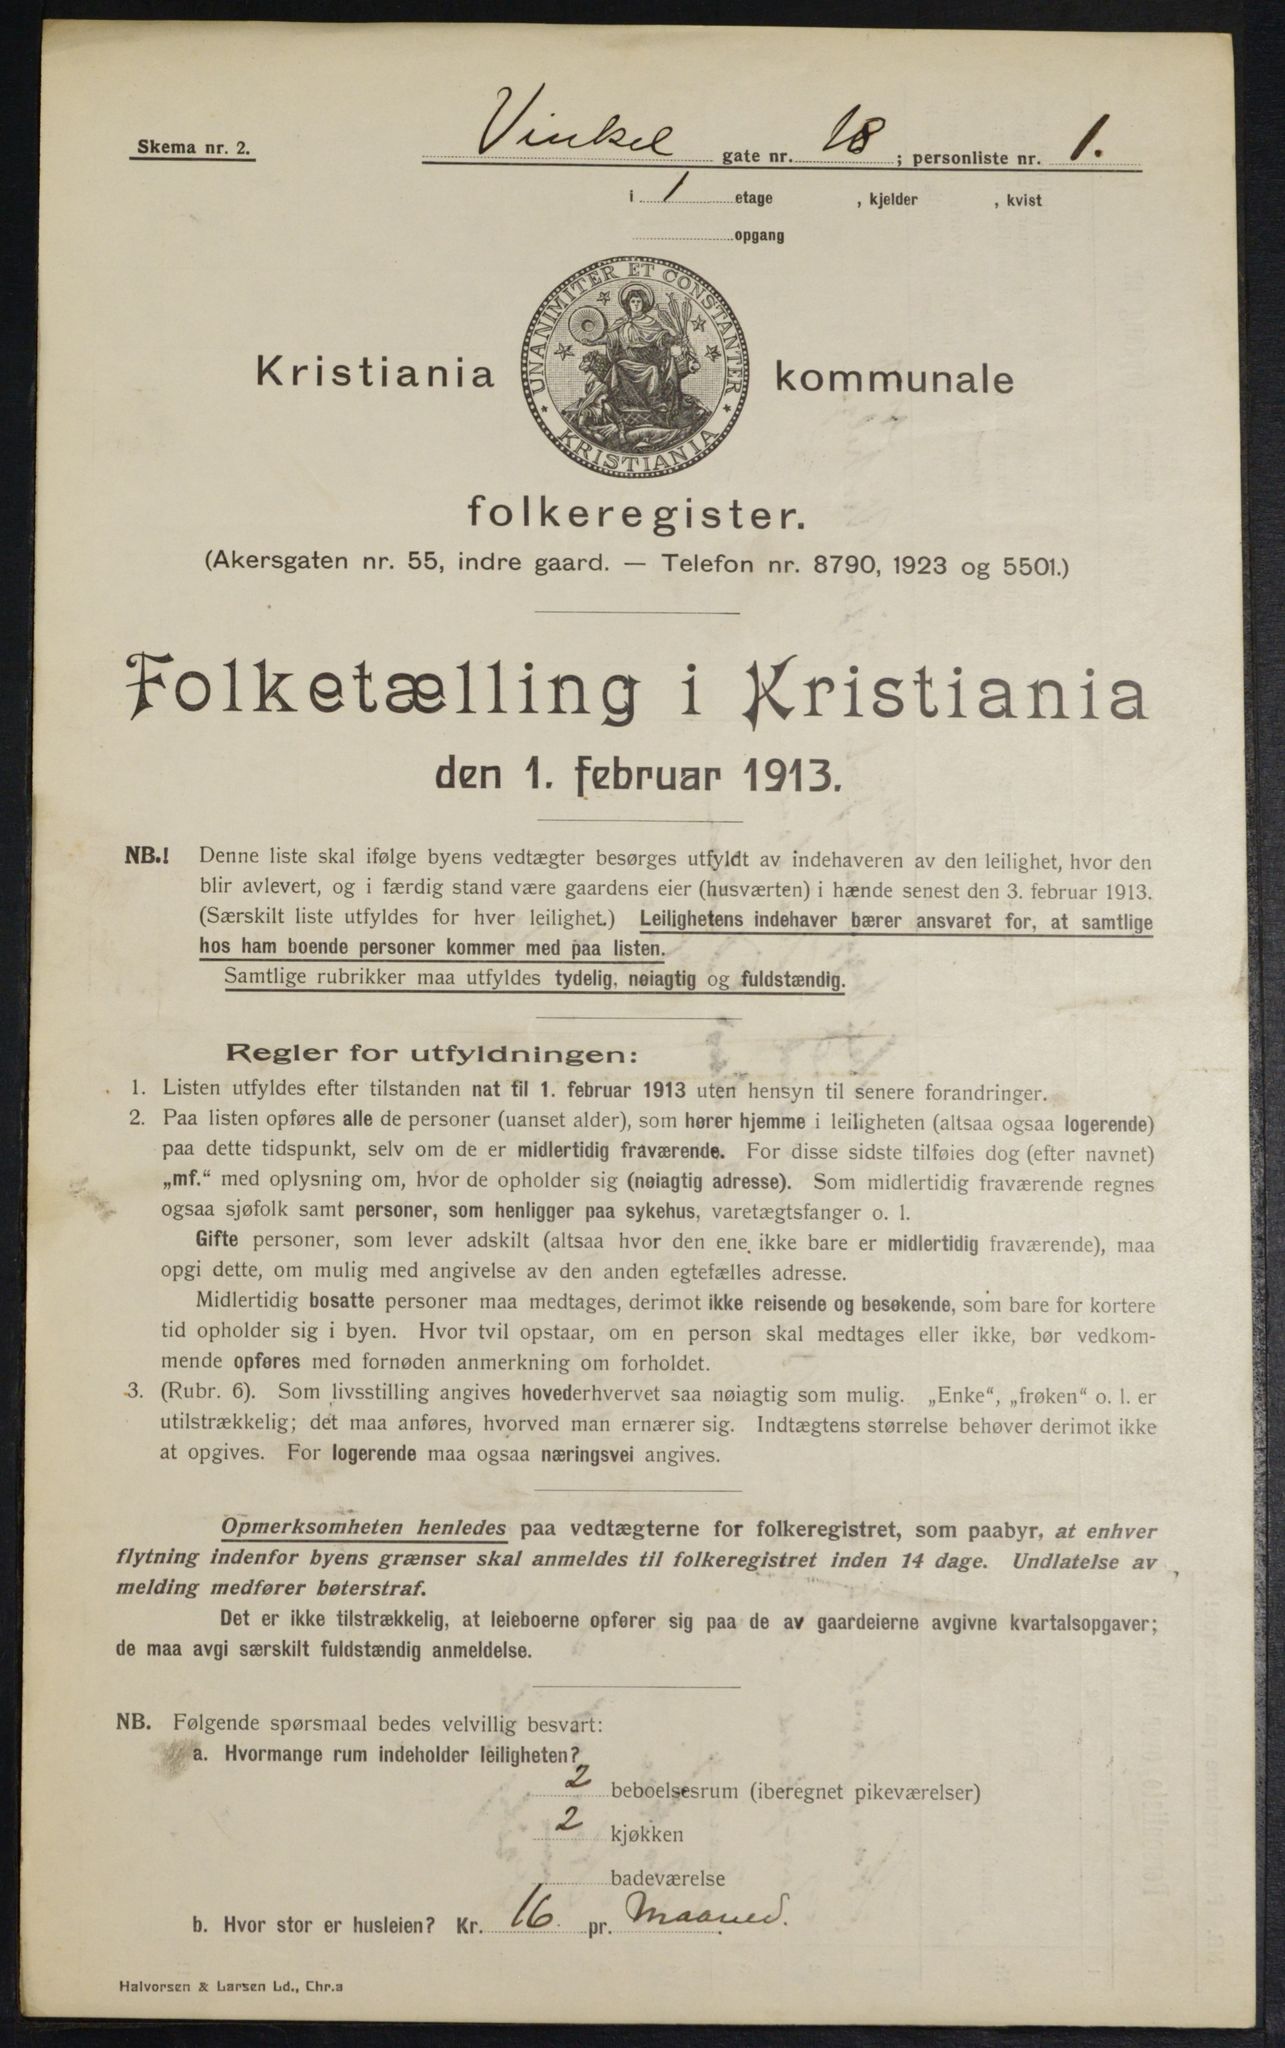 Skema nr. 2.
Vinkel gate nr. 18 ; personliste nr. 1.
i 1 etage , kjelder , kvist
opgang
UNANIMITER ET CONSTANTER
KRISTIANIA
Kristiania kommunale
folkeregister.
(Akersgaten nr. 55, indre gaard. — Telefon nr. 8790, 1923 og 5501.)
Folketælling i Kristiania
den 1. februar 1913.
NB.! Denne liste skal ifølge byens vedtægter besørges utfyldt av indehaveren av den leilighet, hvor den
blir avlevert, og i færdig stand være gaardens eier (husværten) i hænde senest den 3. februar 1913.
(Særskilt liste utfyldes for hver leilighet.) Leilighetens indehaver bærer ansvaret for, at samtlige
hos ham boende personer kommer med paa listen.
Samtlige rubrikker maa utfyldes tydelig, nøiagtig og fuldstændig.
Regler for utfyldningen:
1. Listen utfyldes efter tilstanden nat til 1. februar 1913 uten hensyn til senere forandringer.
2. Paa listen opføres alle de personer (uanset alder), som hører hjemme i leiligheten (altsaa ogsaa logerende)
paa dette tidspunkt, selv om de er midlertidig fraværende. For disse sidste tilføies dog (efter navnet)
„mf.“ med oplysning om, hvor de opholder sig (nøiagtig adresse). Som midlertidig fraværende regnes
ogsaa sjøfolk samt personer, som henligger paa sykehus, varetægtsfanger o. l.
Gifte personer, som lever adskilt (altsaa hvor den ene ikke bare er midlertidig fraværende), maa
opgi dette, om mulig med angivelse av den anden egtefælles adresse.
Midlertidig bosatte personer maa medtages, derimot ikke reisende og besøkende, som bare for kortere
tid opholder sig i byen. Hvor tvil opstaar, om en person skal medtages eller ikke, bør vedkom-
mende opføres med fornøden anmerkning om forholdet.
3. (Rubr. 6). Som livsstilling angives hovederhvervet saa nøiagtig som mulig. „Enke“, „frøken“ o. l. er
utilstrækkelig; det maa anføres, hvorved man ernærer sig. Indtægtens størrelse behøver derimot ikke
at opgives. For logerende maa ogsaa næringsvei angives.
Opmerksomheten henledes paa vedtægterne for folkeregistret, som paabyr, at enhver
flytning indenfor byens grænser skal anmeldes til folkeregistret inden 14 dage. Undlatelse av
melding medfører bøterstraf.
Det er ikke tilstrækkelig, at leieboerne opfører sig paa de av gaardeierne avgivne kvartalsopgaver;
de maa avgi særskilt fuldstændig anmeldelse.
NB. Følgende spørsmaal bedes velvillig besvart:
a. Hvormange rum indeholder leiligheten?
2 beboelsesrum (iberegnet pikeværelser)
2 kjøkken
badeværelse
b. Hvor stor er husleien? Kr. 16 pr. Maaned.
Halvorsen & Larsen Ld., Chr.a